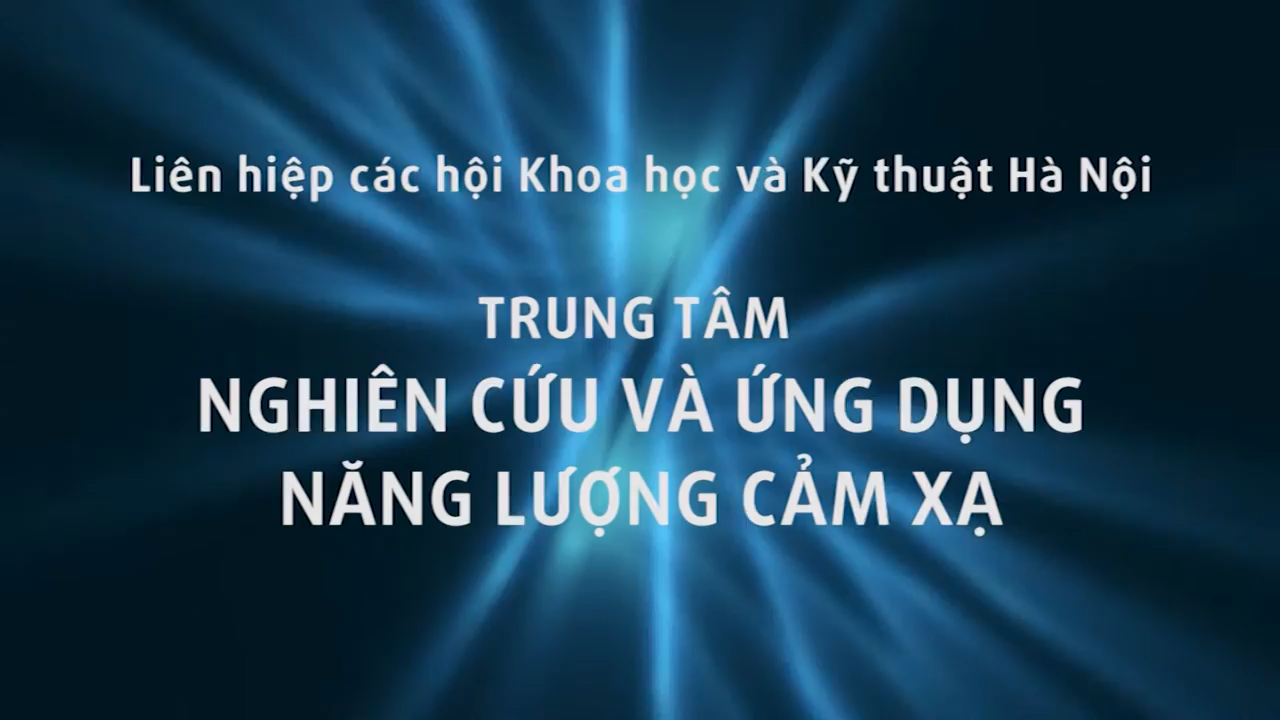 Liên hiệp các hội Khoa học và Kỹ thuật Hà Nội
TRUNG TÂM
NGHIÊN CỨU VÀ ỨNG DỤNG
NĂNG LƯỢNG CẢM XẠ